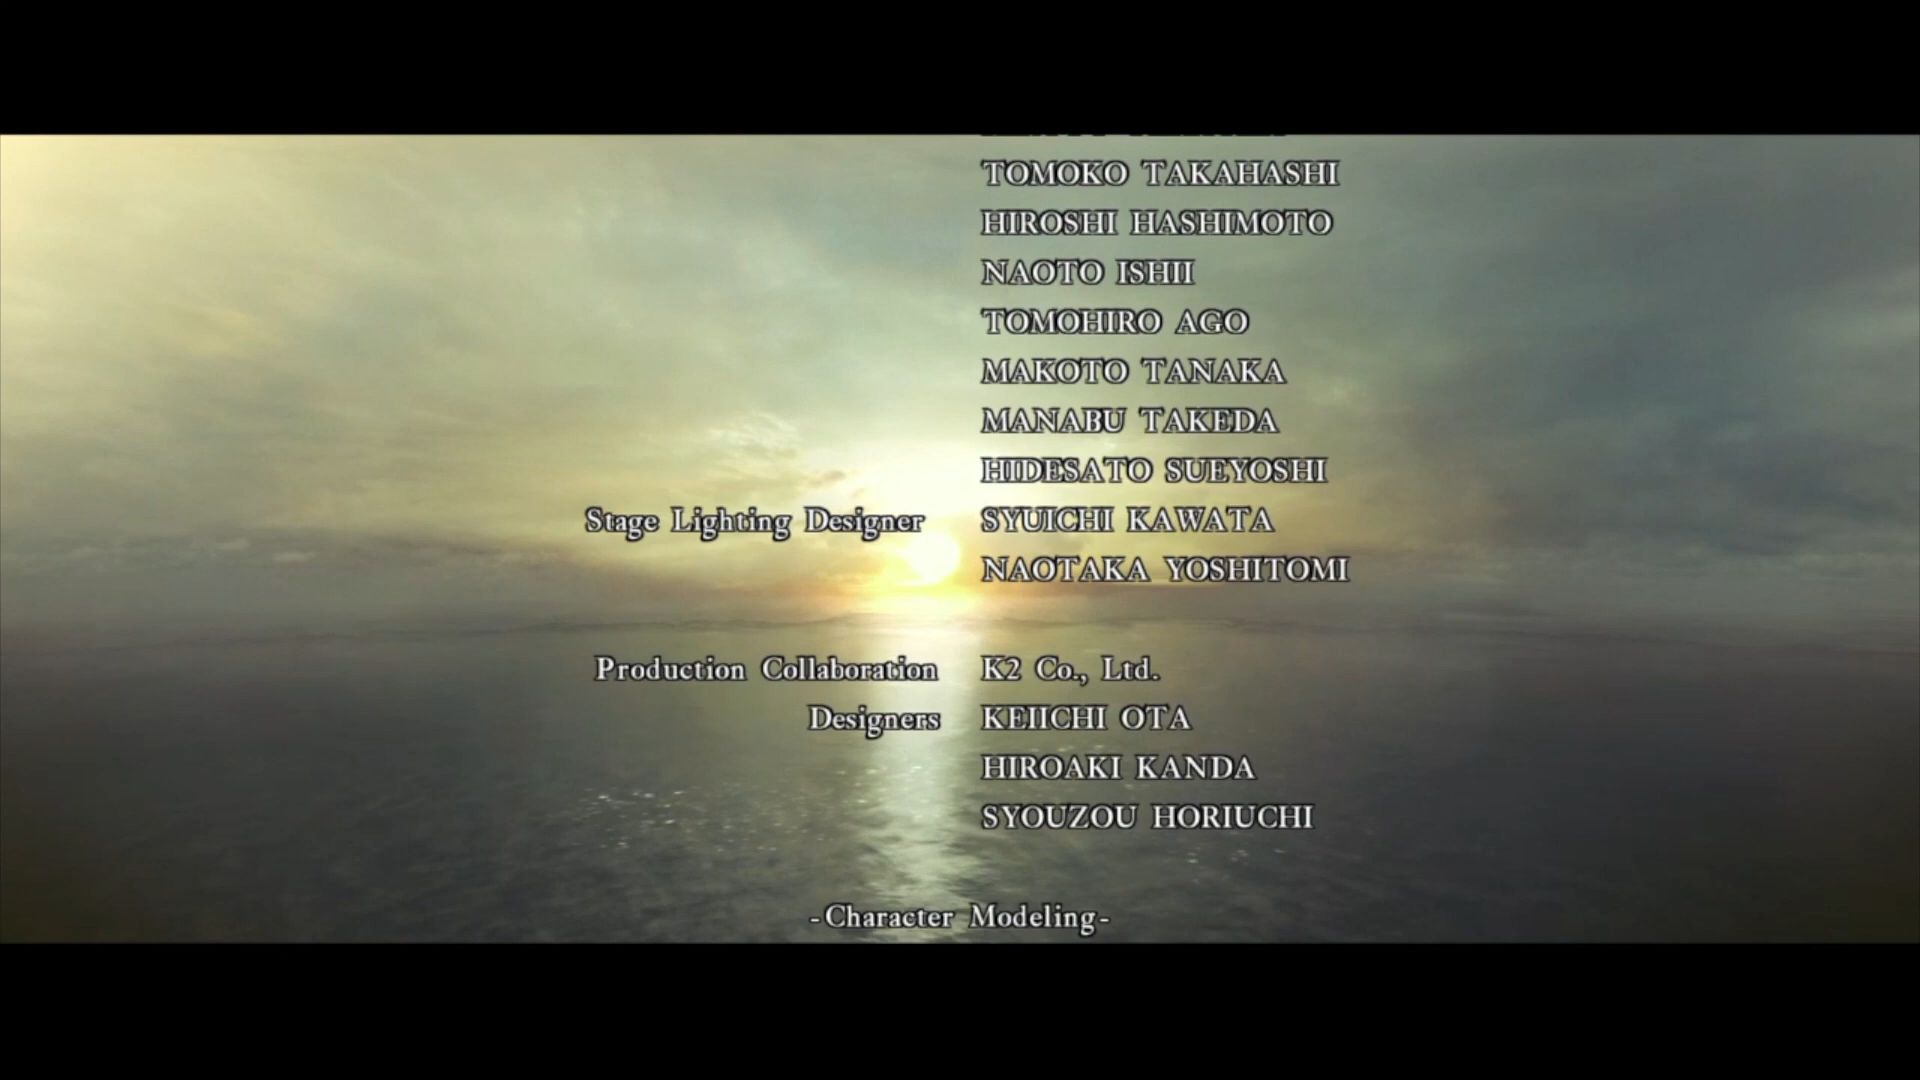 TOMOKO TAKAHASHI
HIROSHI HASHIMOTO
NAOTO ISHII
TOMOHIRO AGO
MAKOTO TANAKA
MANABU TAKEDA
HIDESATO SUEYOSHI
Stage Lighting Designer SYUICHI KAWATA
NAOTAKA YOSHITOMI
Production Collaboration K2 Co., Ltd.
Designers KEIICHI OTA
HIROAKI KANDA
SYOUZOU HORIUCHI
-Character Modeling-